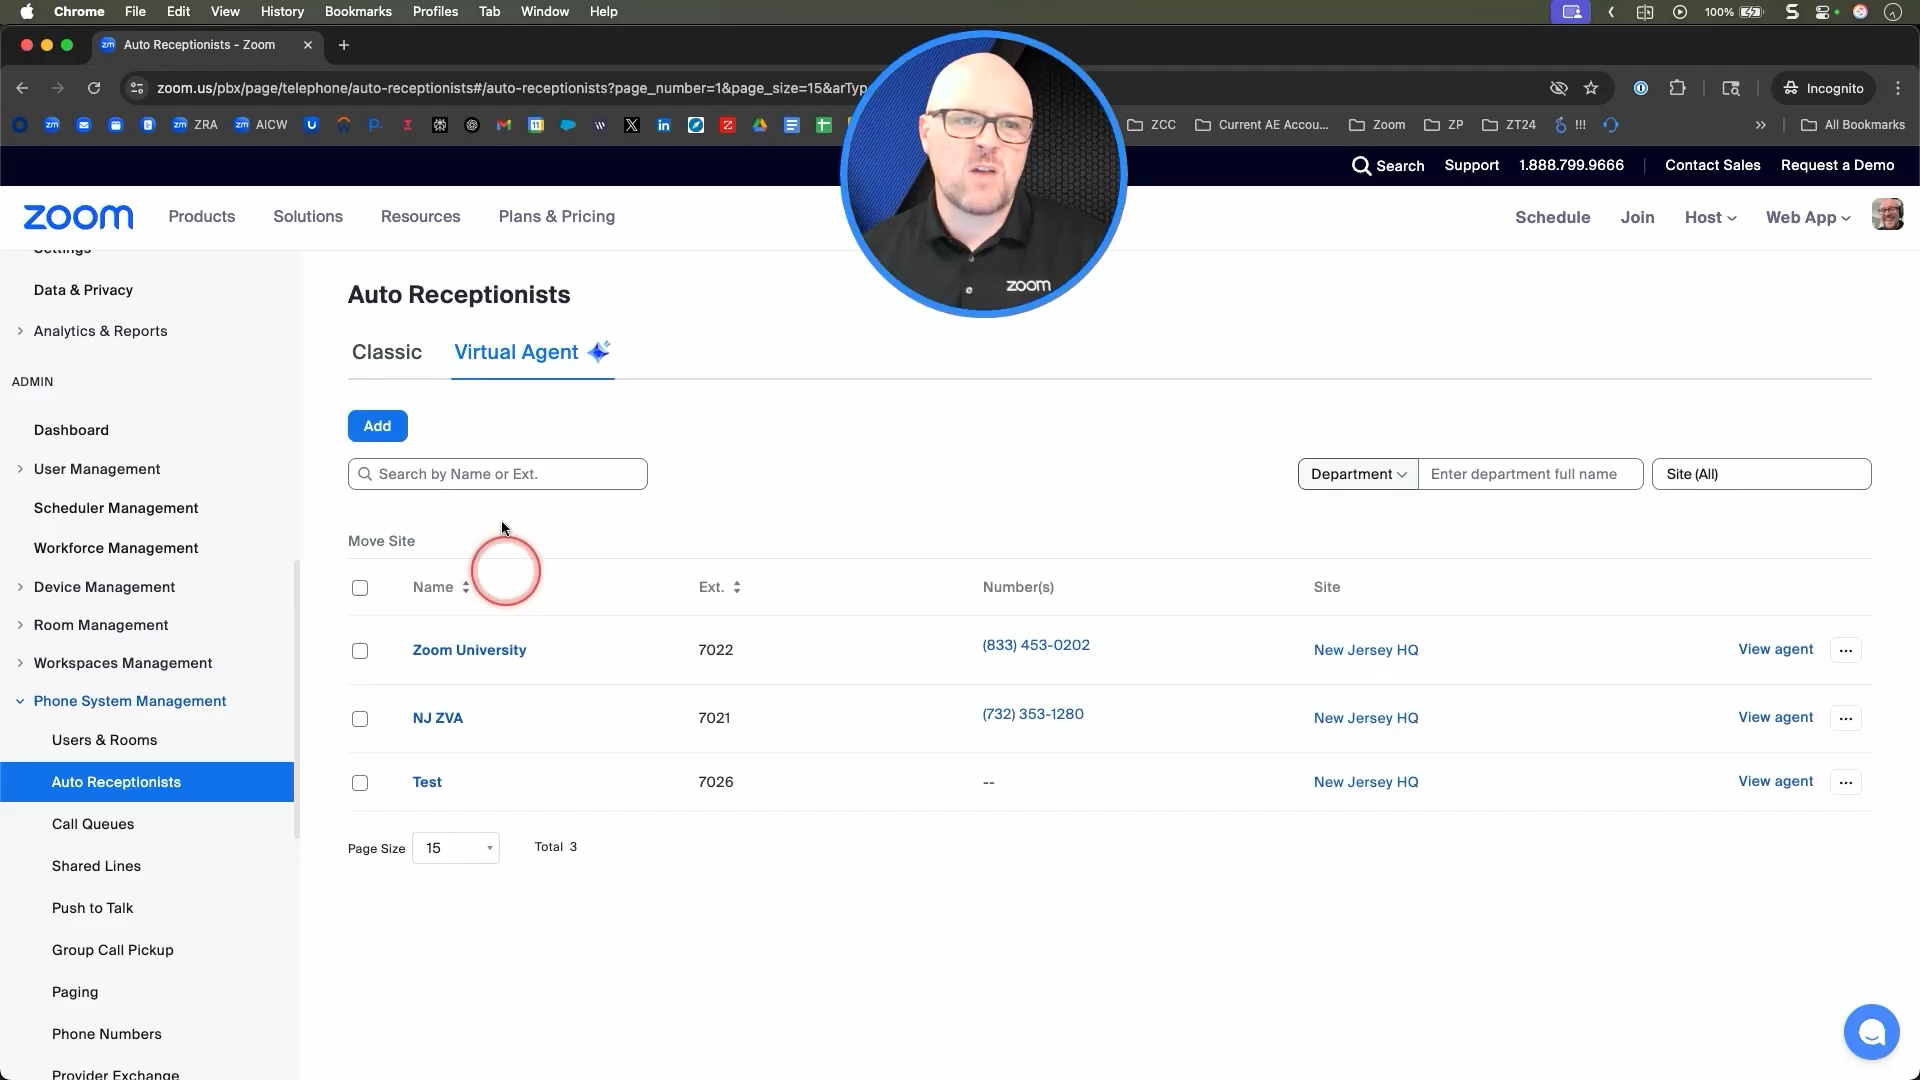 Chrome File Edit View History Bookmarks Profiles Tab Window Help 100%
Auto Receptionists - Zoom
zoom.us/pbx/page/telephone/auto-receptionists#/auto-receptionists?page_number=1&page_size=15&arTyp Incognito
ZRA AICW ZCC Current AE Accou... Zoom ZP ZT24 !!! All Bookmarks
Search Support 1.888.799.9666 Contact Sales Request a Demo
zoom Products Solutions Resources Plans & Pricing Schedule Join Host Web App
zoom
Settings
Data & Privacy
Analytics & Reports
ADMIN
Dashboard
User Management
Scheduler Management
Workforce Management
Device Management
Room Management
Workspaces Management
Phone System Management
Users & Rooms
Auto Receptionists
Call Queues
Shared Lines
Push to Talk
Group Call Pickup
Paging
Phone Numbers
Provider Exchange
Auto Receptionists
Classic Virtual Agent
Add
Search by Name or Ext. Department Enter department full name Site (All)
Move Site
Name Ext. Number(s) Site
Zoom University 7022 (833) 453-0202 New Jersey HQ View agent ...
NJ ZVA 7021 (732) 353-1280 New Jersey HQ View agent ...
Test 7026 -- New Jersey HQ View agent ...
Page Size 15 Total 3